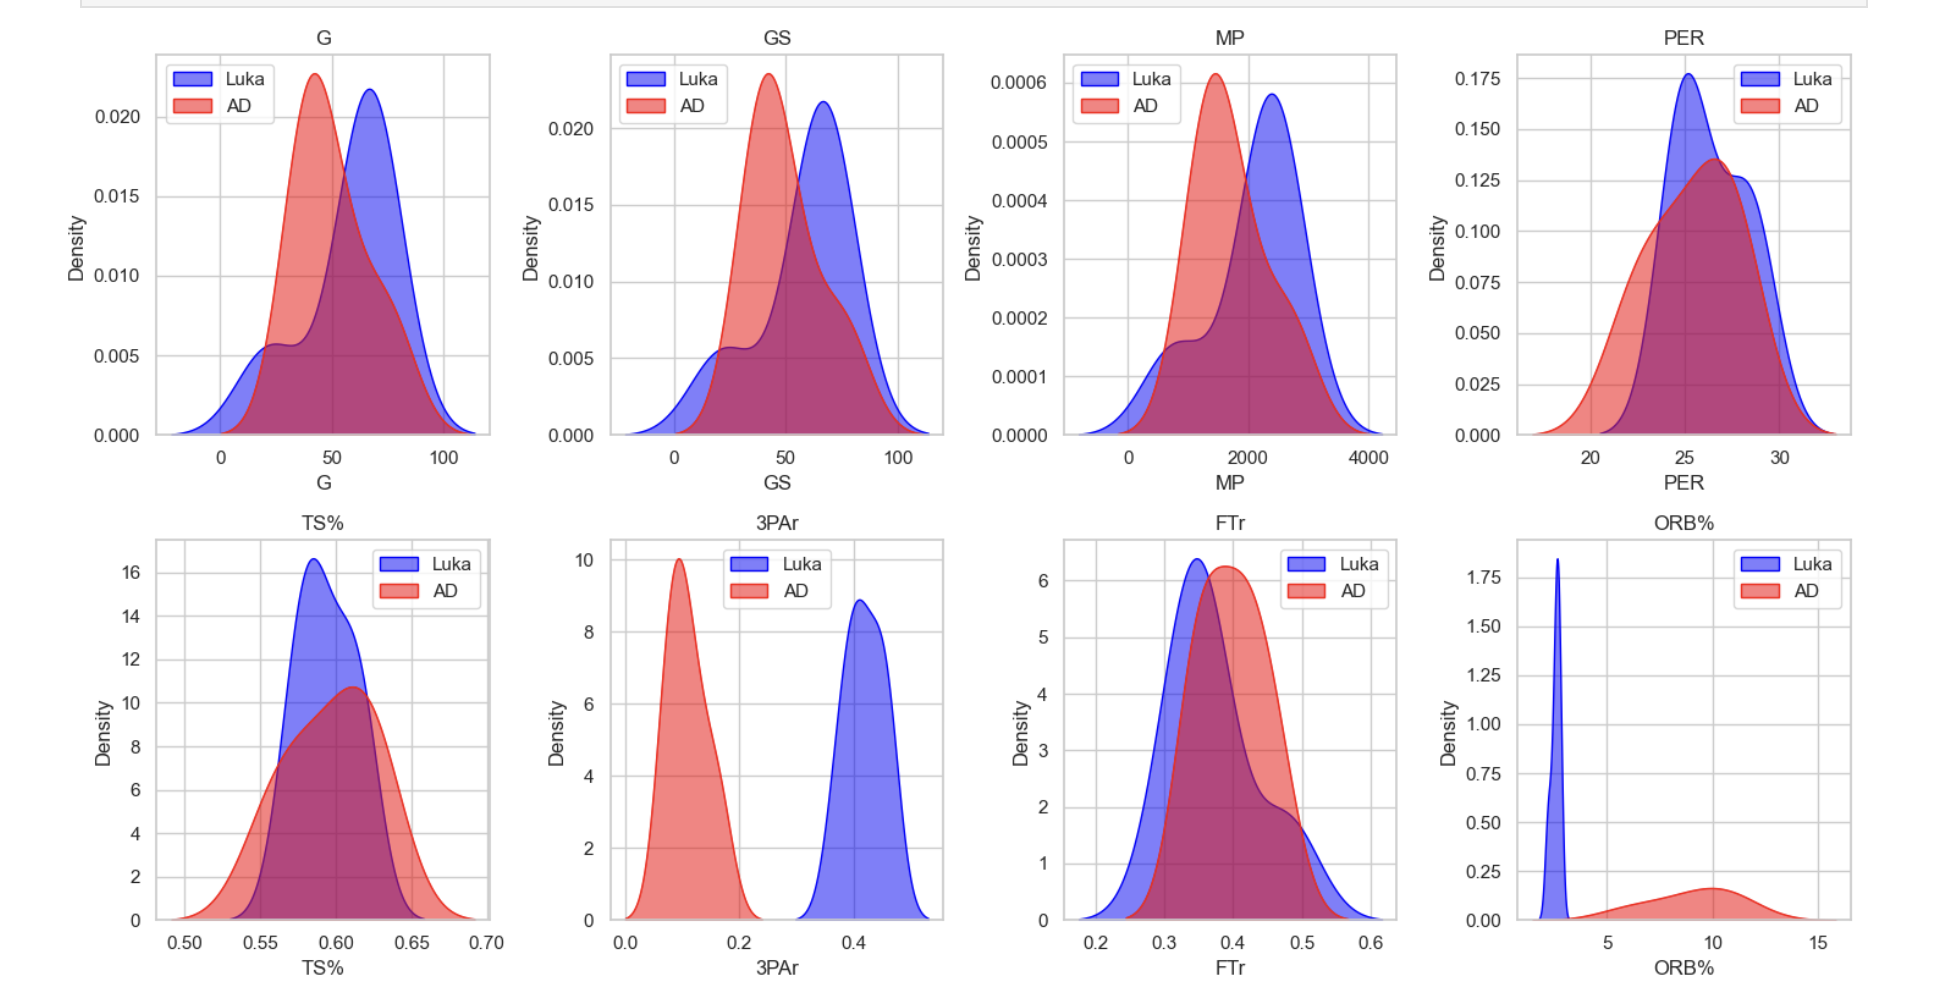 G
GS
MP
PER
Luka
AD
Luka
AD
Luka
AD
Luka
AD
Density
0.020
0.015
0.010
0.005
0.000
0 50 100
G
Density
0.020
0.015
0.010
0.005
0.000
0 50 100
GS
Density
0.0006
0.0005
0.0004
0.0003
0.0002
0.0001
0.0000
0 2000 4000
MP
Density
0.175
0.150
0.125
0.100
0.075
0.050
0.025
0.000
20 25 30
PER
TS%
3PAr
FTr
ORB%
Luka
AD
Luka
AD
Luka
AD
Luka
AD
Density
16
14
12
10
8
6
4
2
0
0.50 0.55 0.60 0.65 0.70
TS%
Density
10
8
6
4
2
0
0.0 0.2 0.4
3PAr
Density
6
5
4
3
2
1
0
0.2 0.3 0.4 0.5 0.6
FTr
Density
1.75
1.50
1.25
1.00
0.75
0.50
0.25
0.00
5 10 15
ORB%